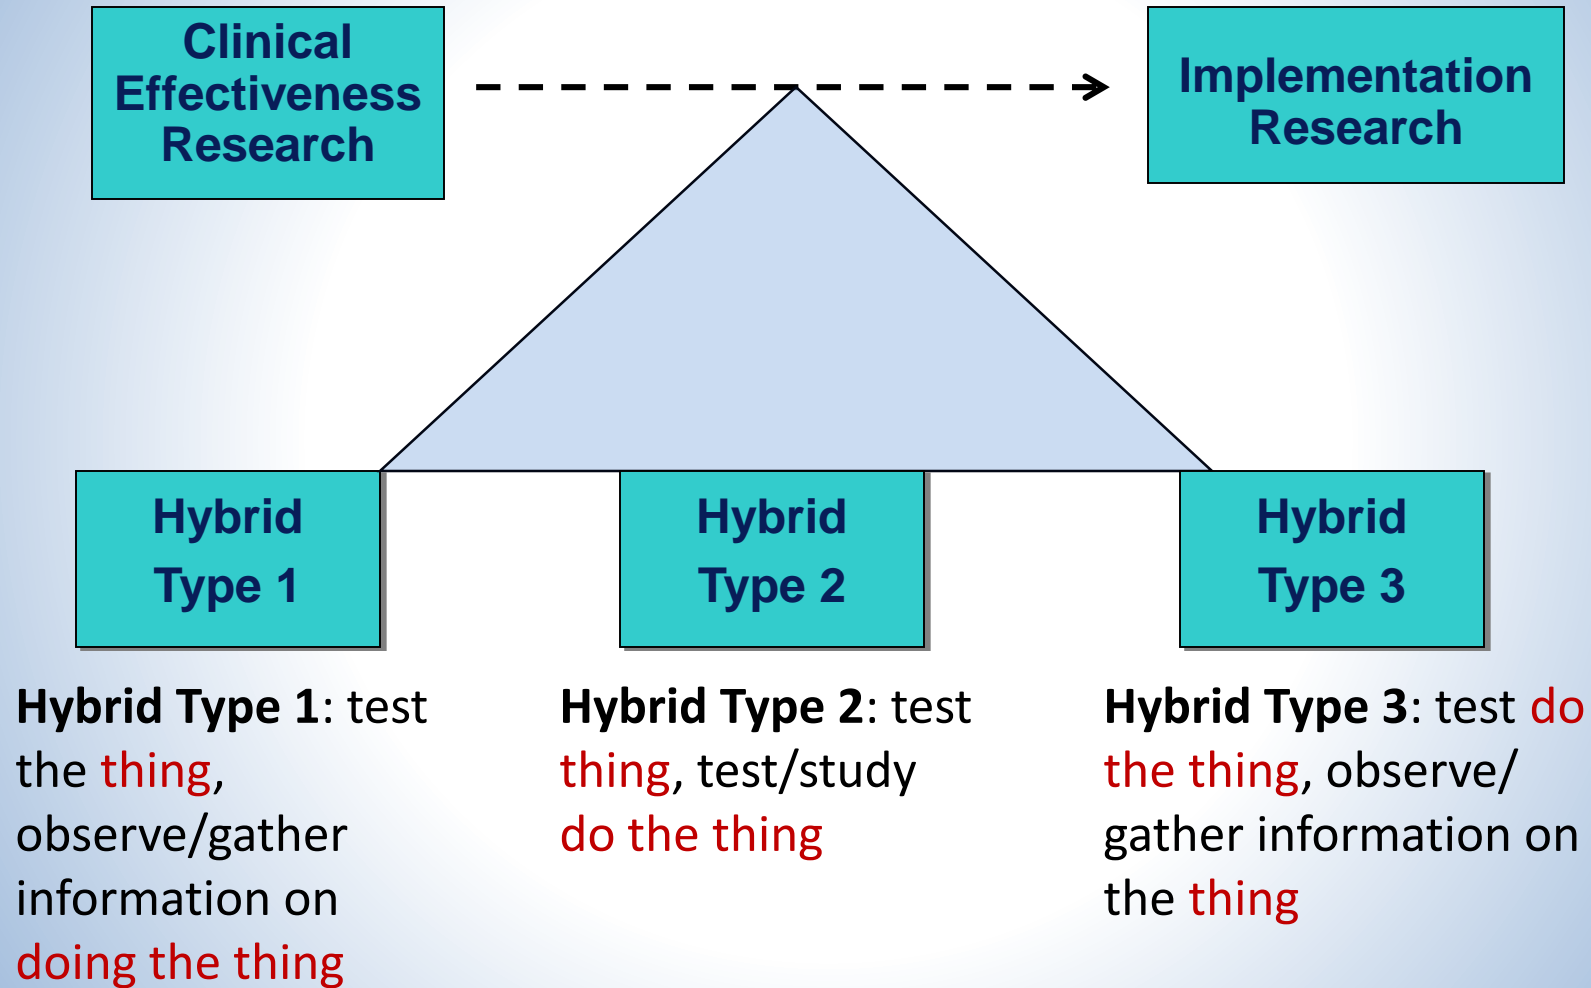 Clinical
Effectiveness
Research
Implementation
Research
Hybrid
Type 1
Hybrid
Type 2
Hybrid
Type 3
Hybrid Type 1: test
the thing,
observe/gather
information on
doing the thing
Hybrid Type 2: test
thing, test/study
do the thing
Hybrid Type 3: test do
the thing, observe/
gather information on
the thing